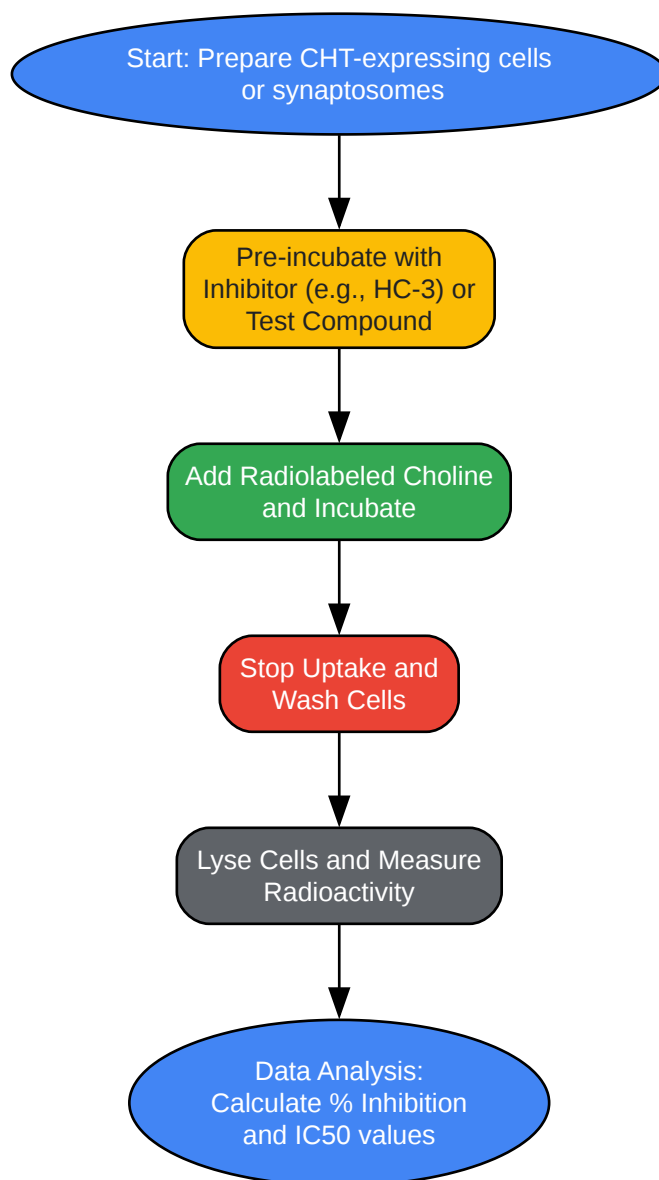 Start: Prepare CHT-expressing cells
or synaptosomes
Pre-incubate with
Inhibitor (e.g., HC-3) or
Test Compound
Add Radiolabeled Choline
and Incubate
Stop Uptake and
Wash Cells
Lyse Cells and Measure
Radioactivity
Data Analysis:
Calculate % Inhibition
and IC50 values